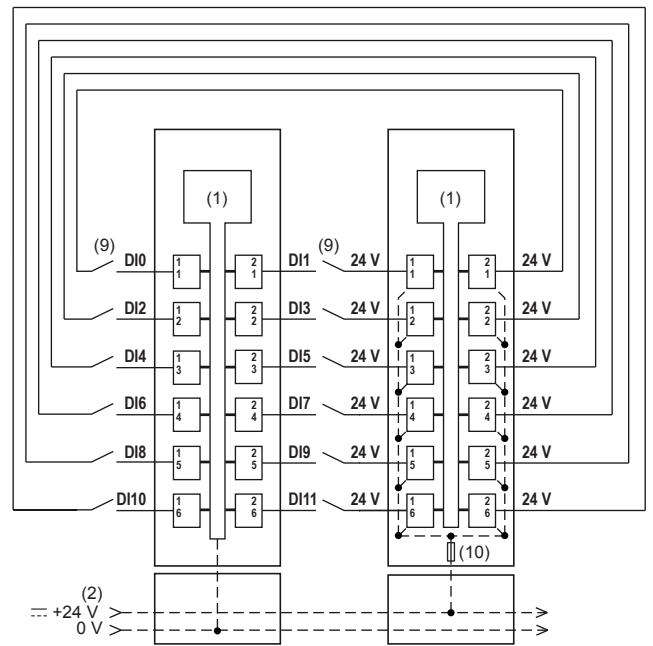 (1) (1)
(9) DI0 1 1 2 1 DI1 (9) 24 V 1 1 2 1 24 V
DI2 1 2 2 2 DI3 24 V 1 2 2 2 24 V
DI4 1 3 2 3 DI5 24 V 1 3 2 3 24 V
DI6 1 4 2 4 DI7 24 V 1 4 2 4 24 V
DI8 1 5 2 5 DI9 24 V 1 5 2 5 24 V
DI10 1 6 2 6 DI11 24 V 1 6 2 6 24 V
(10)
(2)
+24 V
0 V